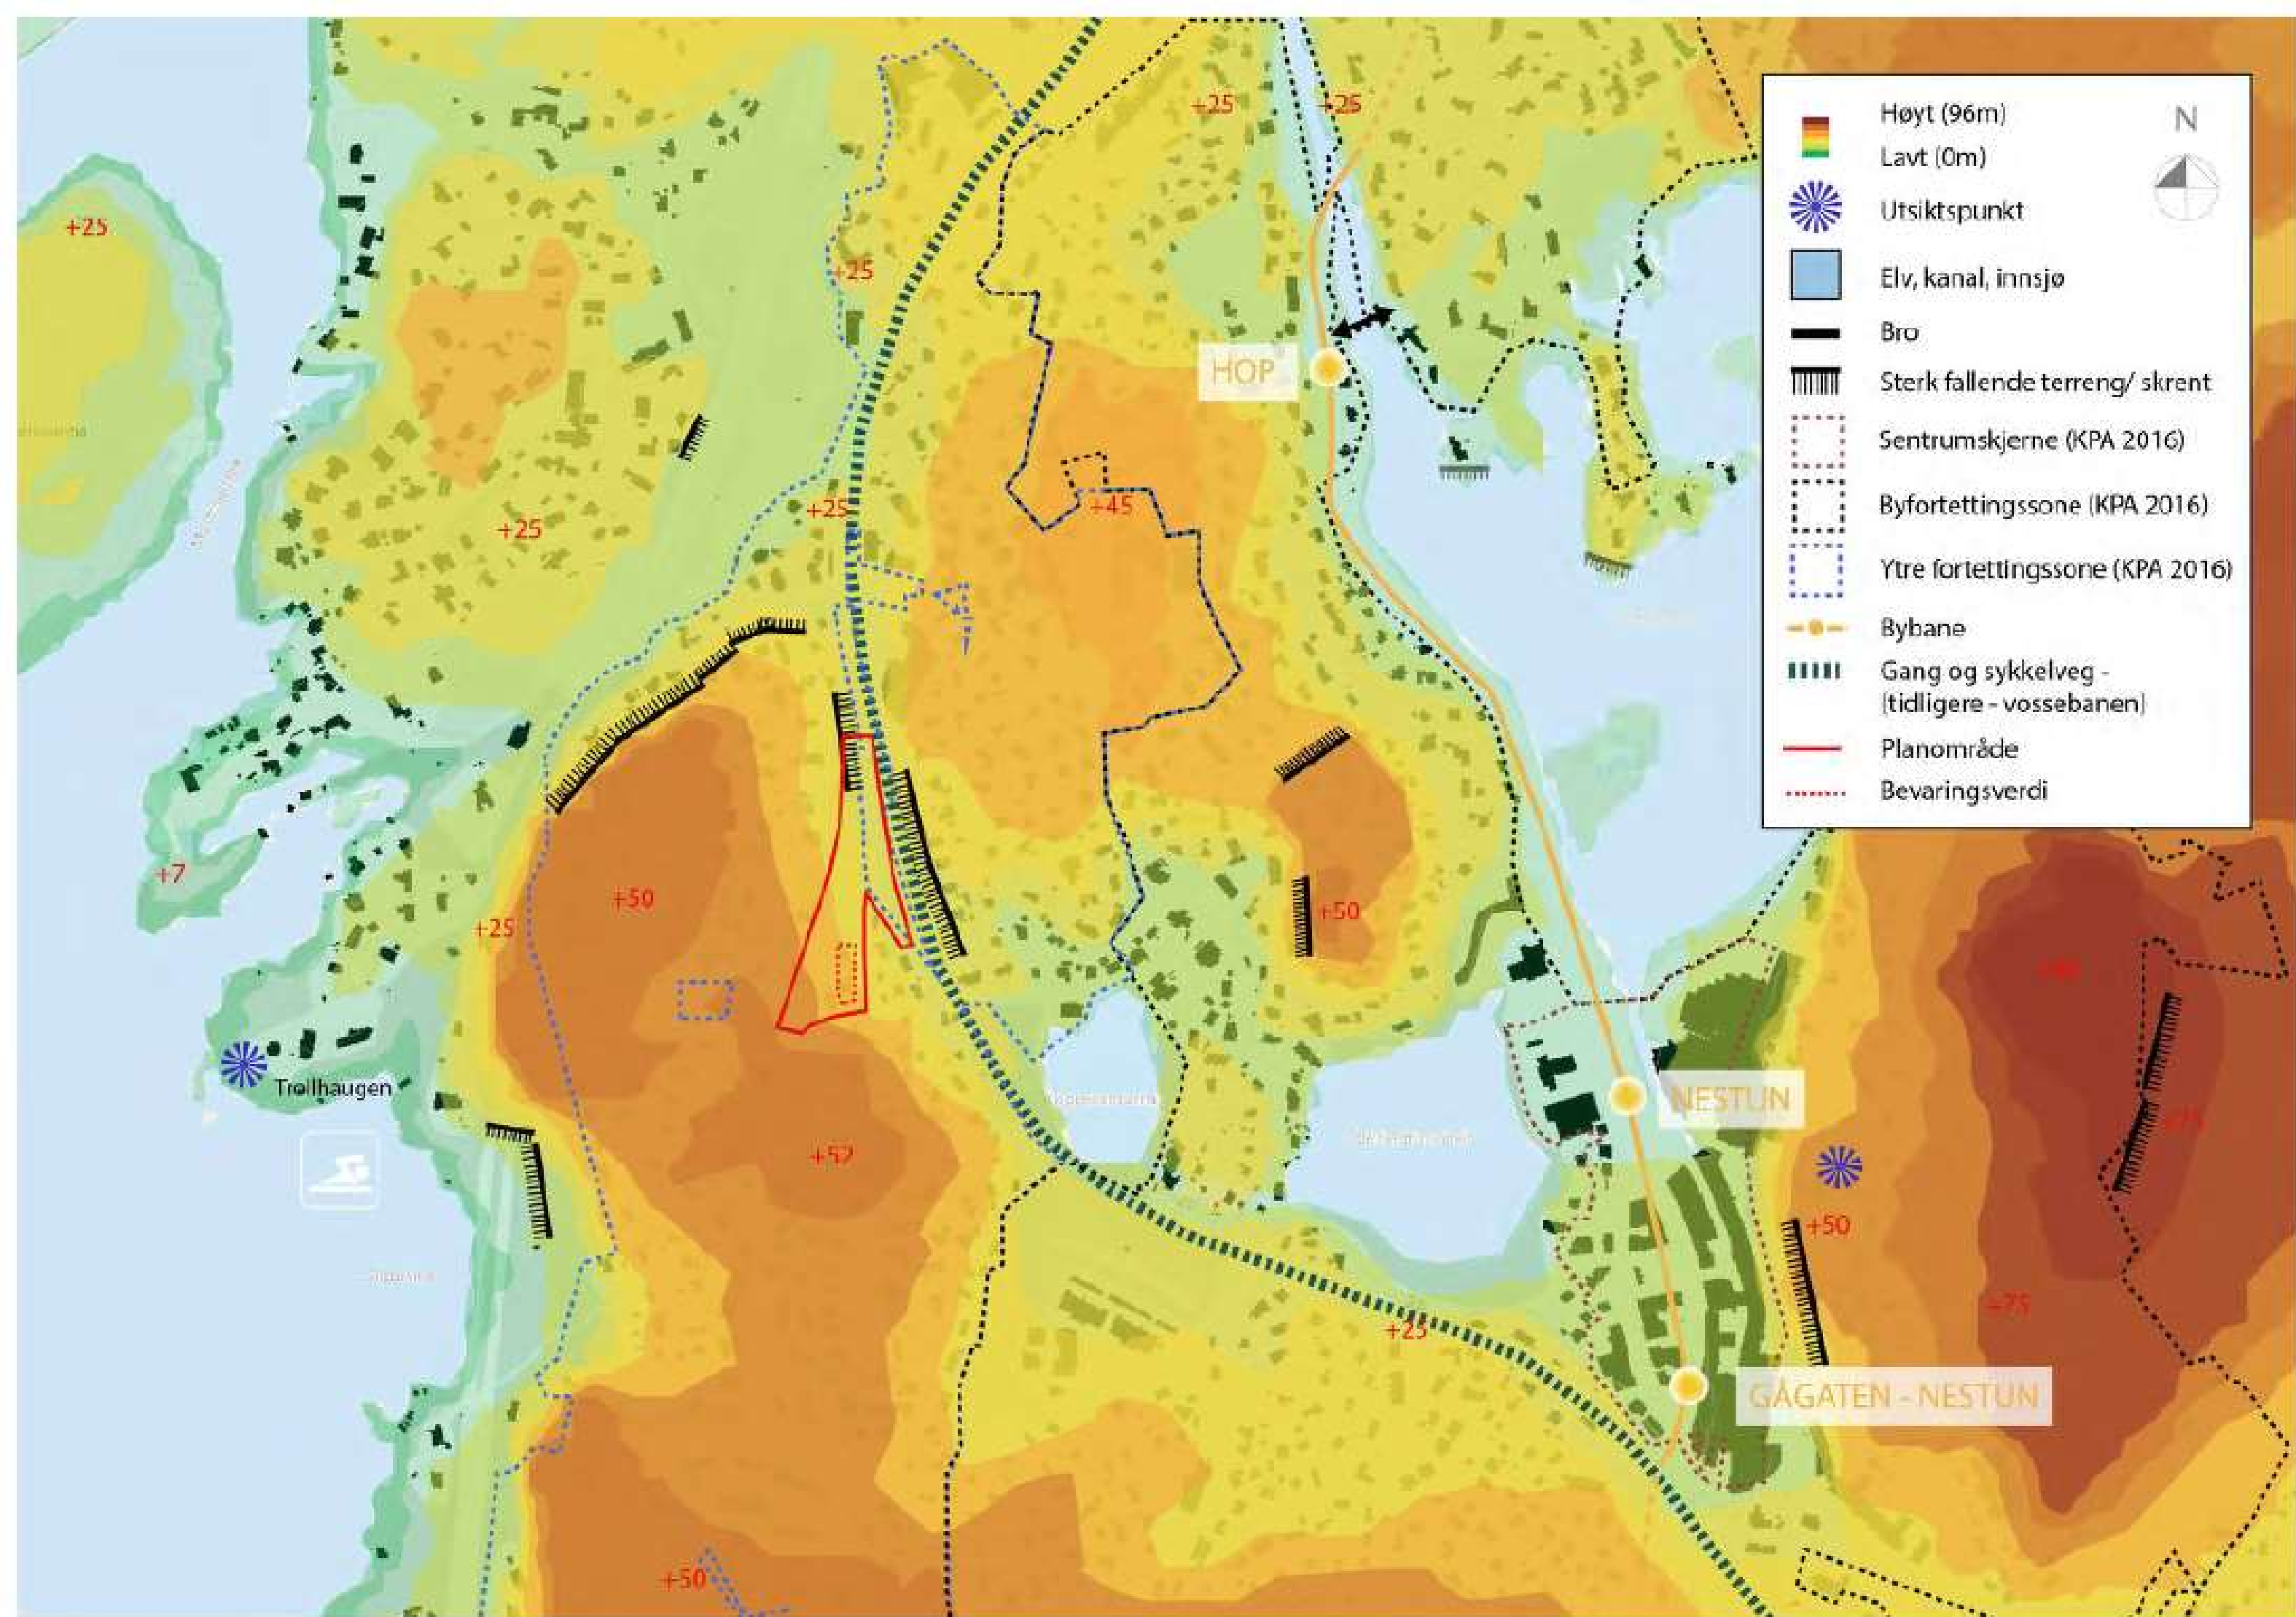 Høyt (96m)
N
Lavt (0m)
Utsiktspunkt
Elv, kanal, innsjø
Bro
Sterk fallende terreng/ skrent
Sentrumskjerne (KPA 2016)
Byfortettingssone (KPA 2016)
Ytre fortettingssone (KPA 2016)
Bybane
Gang og sykkelveg -
(tidligere - vossebanen)
Planområde
Bevaringsverdi
+25
+25
+25
+25
HOP
+45
+25
+25
+7
+50
+50
+25
Trollhaugen
NESTUN
+52
+50
+75
+25
GÅGATEN - NESTUN
+50